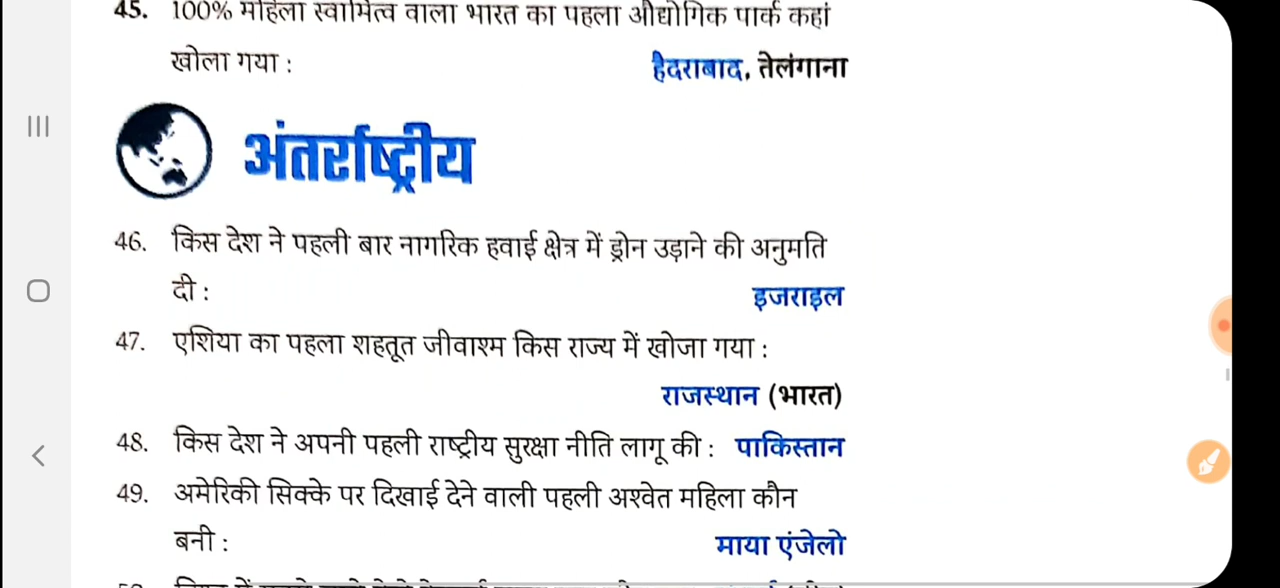 45. 100% महिला स्वामित्व वाला भारत का पहला औद्योगिक पार्क कहां
खोला गया : हैदराबाद, तेलंगाना
अंतर्राष्ट्रीय
46. किस देश ने पहली बार नागरिक हवाई क्षेत्र में ड्रोन उड़ाने की अनुमति
दी : इजराइल
47. एशिया का पहला शहतूत जीवाश्म किस राज्य में खोजा गया :
राजस्थान (भारत)
48. किस देश ने अपनी पहली राष्ट्रीय सुरक्षा नीति लागू की : पाकिस्तान
49. अमेरिकी सिक्के पर दिखाई देने वाली पहली अश्वेत महिला कौन
बनी : माया एंजेलो